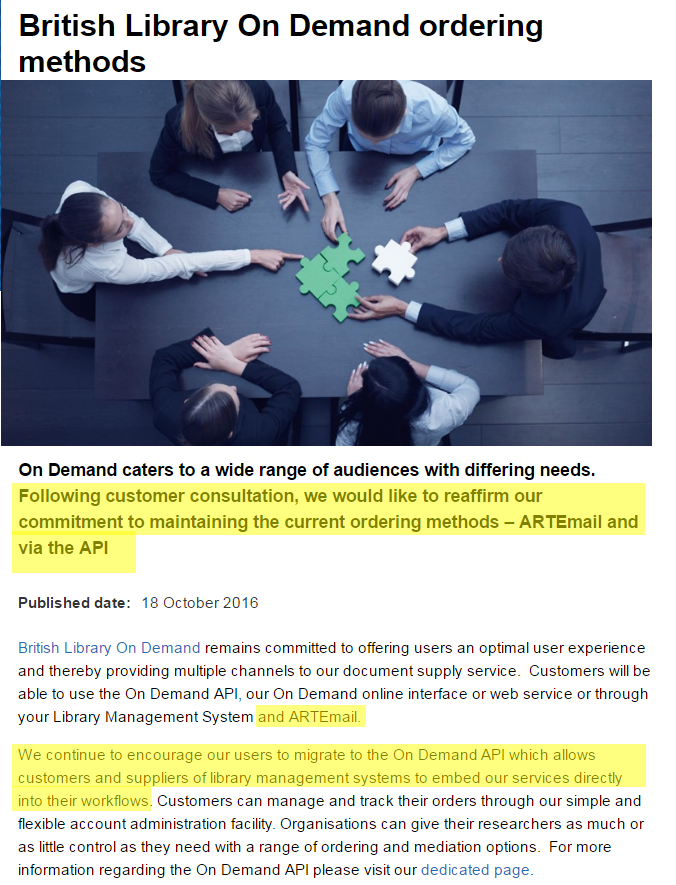 British Library On Demand ordering
methods
On Demand caters to a wide range of audiences with differing needs.
Following customer consultation, we would like to reaffirm our
commitment to maintaining the current ordering methods – ARTEmail and
via the API
Published date: 18 October 2016
British Library On Demand remains committed to offering users an optimal user experience
and thereby providing multiple channels to our document supply service. Customers will be
able to use the On Demand API, our On Demand online interface or web service or through
your Library Management System and ARTEmail.
We continue to encourage our users to migrate to the On Demand API which allows
customers and suppliers of library management systems to embed our services directly
into their workflows. Customers can manage and track their orders through our simple and
flexible account administration facility. Organisations can give their researchers as much or
as little control as they need with a range of ordering and mediation options. For more
information regarding the On Demand API please visit our dedicated page.